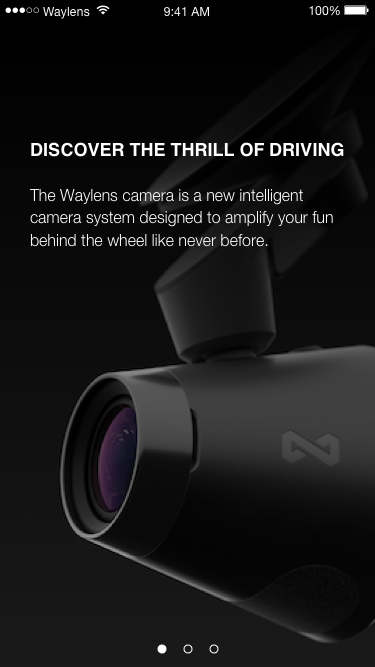 Waylens 9:41 AM 100%
DISCOVER THE THRILL OF DRIVING
The Waylens camera is a new intelligent
camera system designed to amplify your fun
behind the wheel like never before.